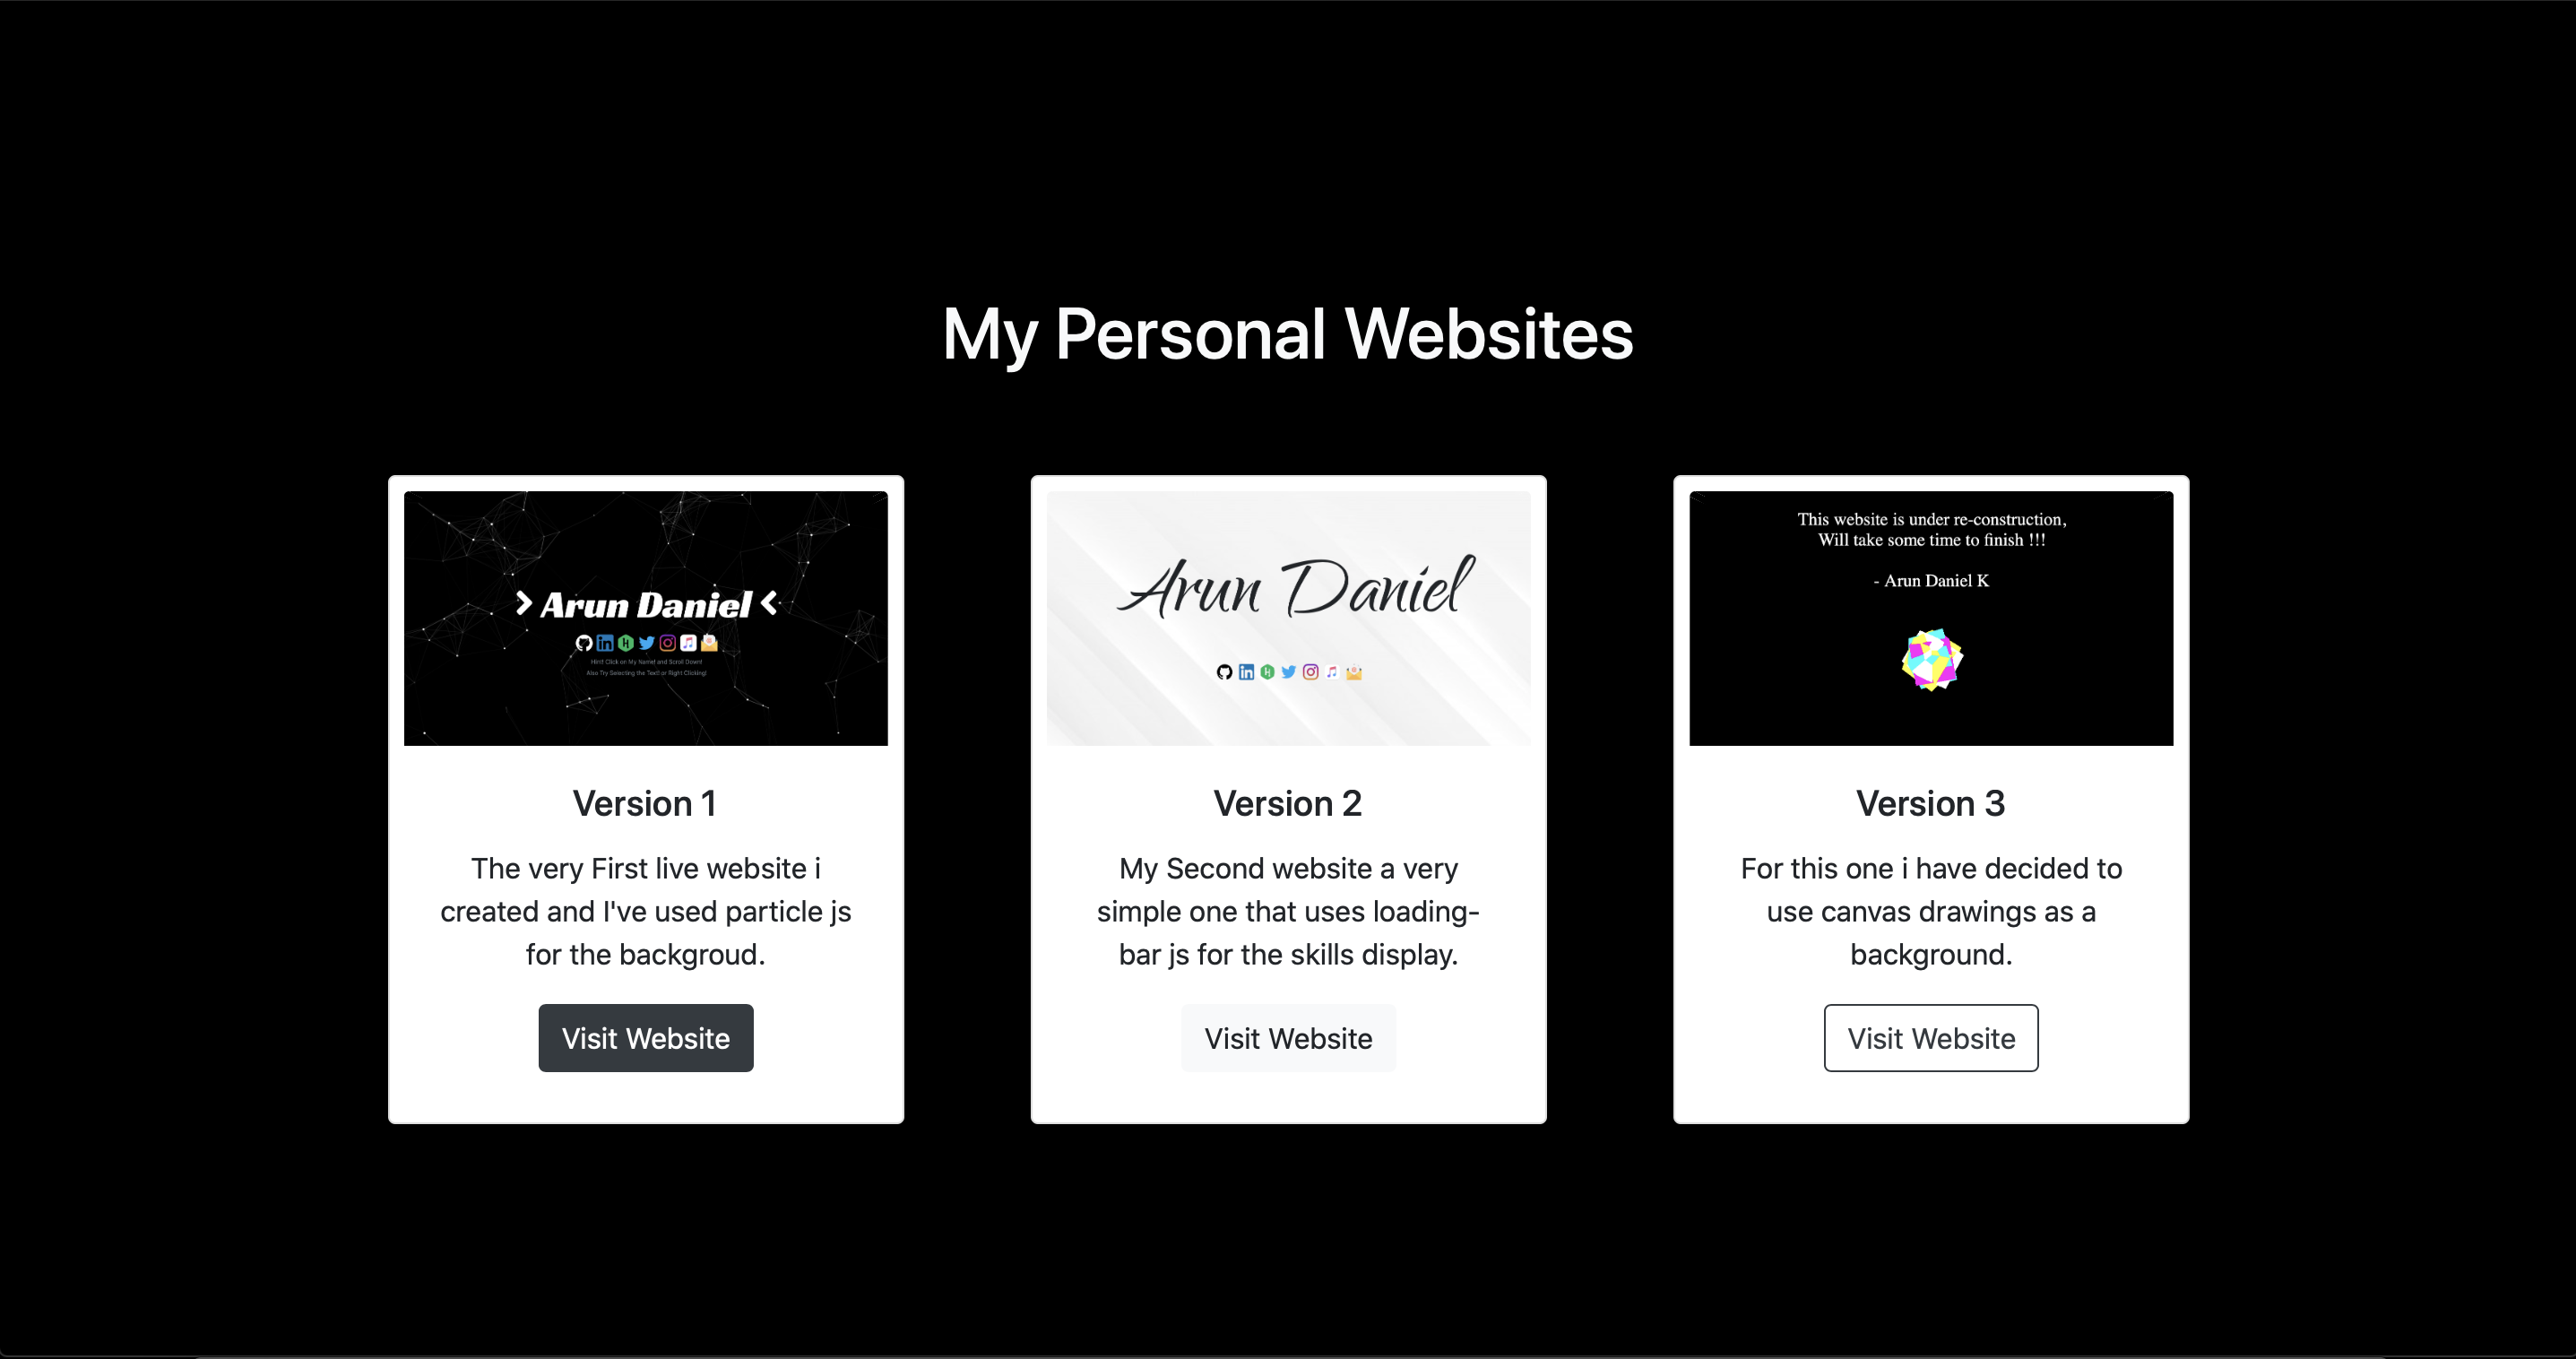 My Personal Websites
> Arun Daniel <
Hint! Click on My Name! and Scroll Down!
Also Try Selecting the Text! or Right Clicking!
Version 1
The very First live website i
created and I've used particle js
for the backgroud.
Visit Website
Arun Daniel
Version 2
My Second website a very
simple one that uses loading-
bar js for the skills display.
Visit Website
This website is under re-construction,
Will take some time to finish !!!
- Arun Daniel K
Version 3
For this one i have decided to
use canvas drawings as a
background.
Visit Website